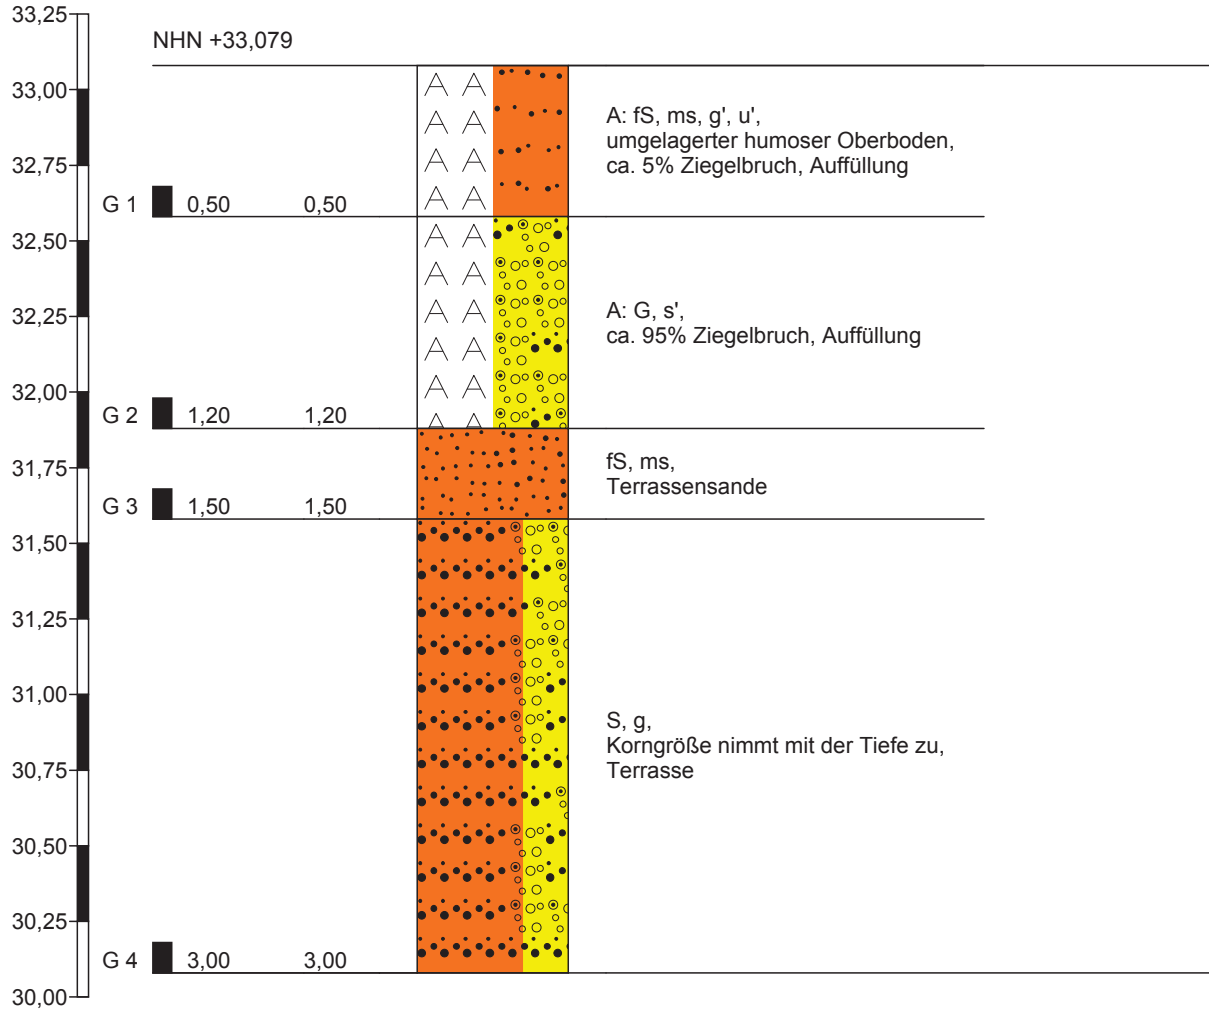 33,25
NHN +33,079
33,00
A: fS, ms, g', u',
umgelagerter humoser Oberboden,
ca. 5% Ziegelbruch, Auffüllung
32,75
G 1 0,50 0,50
32,50
32,25
A: G, s',
ca. 95% Ziegelbruch, Auffüllung
32,00
G 2 1,20 1,20
31,75
fS, ms,
Terrassensande
G 3 1,50 1,50
31,50
31,25
31,00
S, g,
Korngröße nimmt mit der Tiefe zu,
Terrasse
30,75
30,50
30,25
G 4 3,00 3,00
30,00